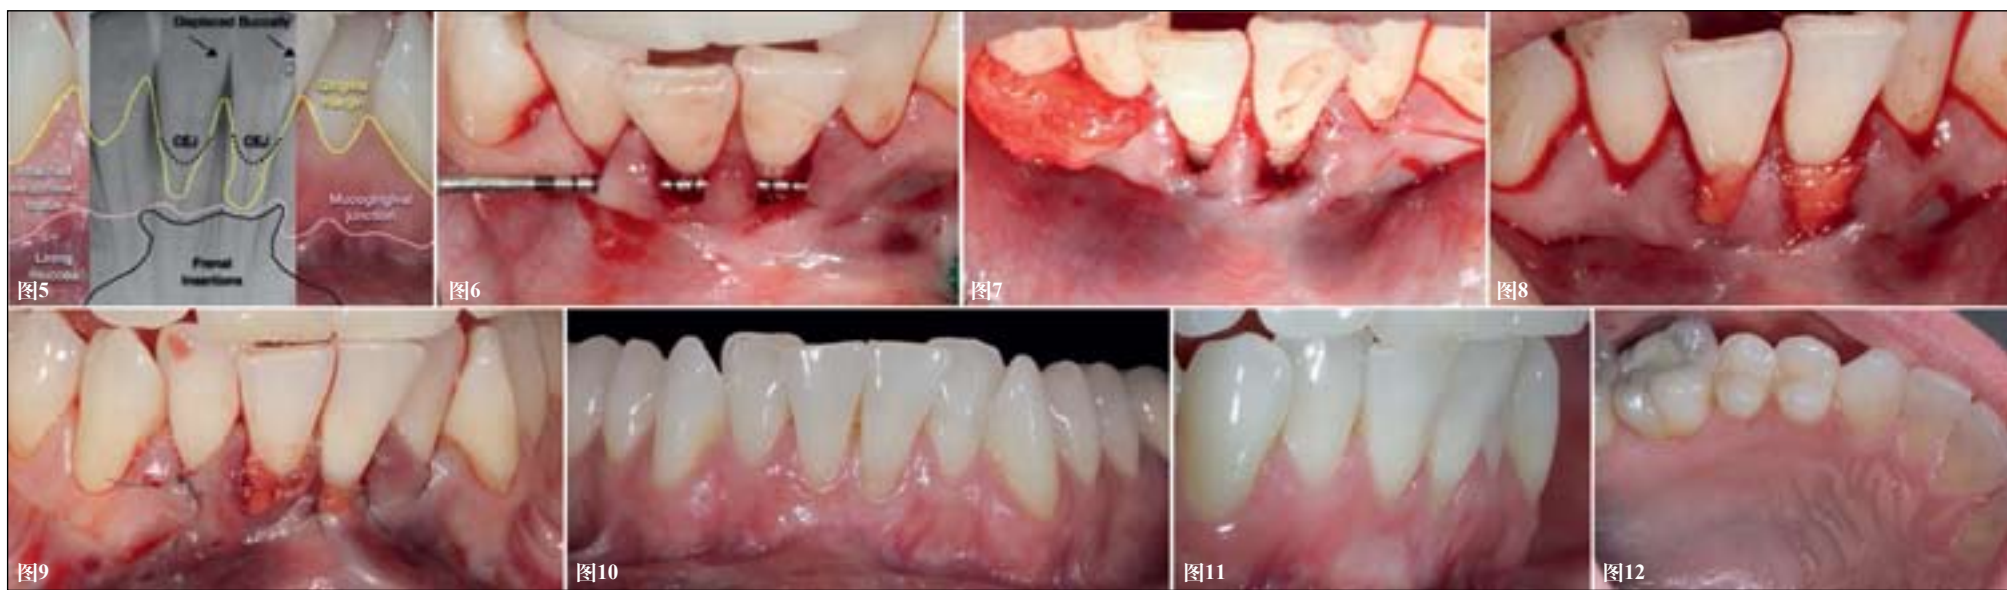 Displaced Buccally
Gingival
margin
CEJ
CEJ
Mucogingival
junction
Lining
mucosa
Frenal
Insertions
图5
图6
图7
图8
图9
图10
图11
图12